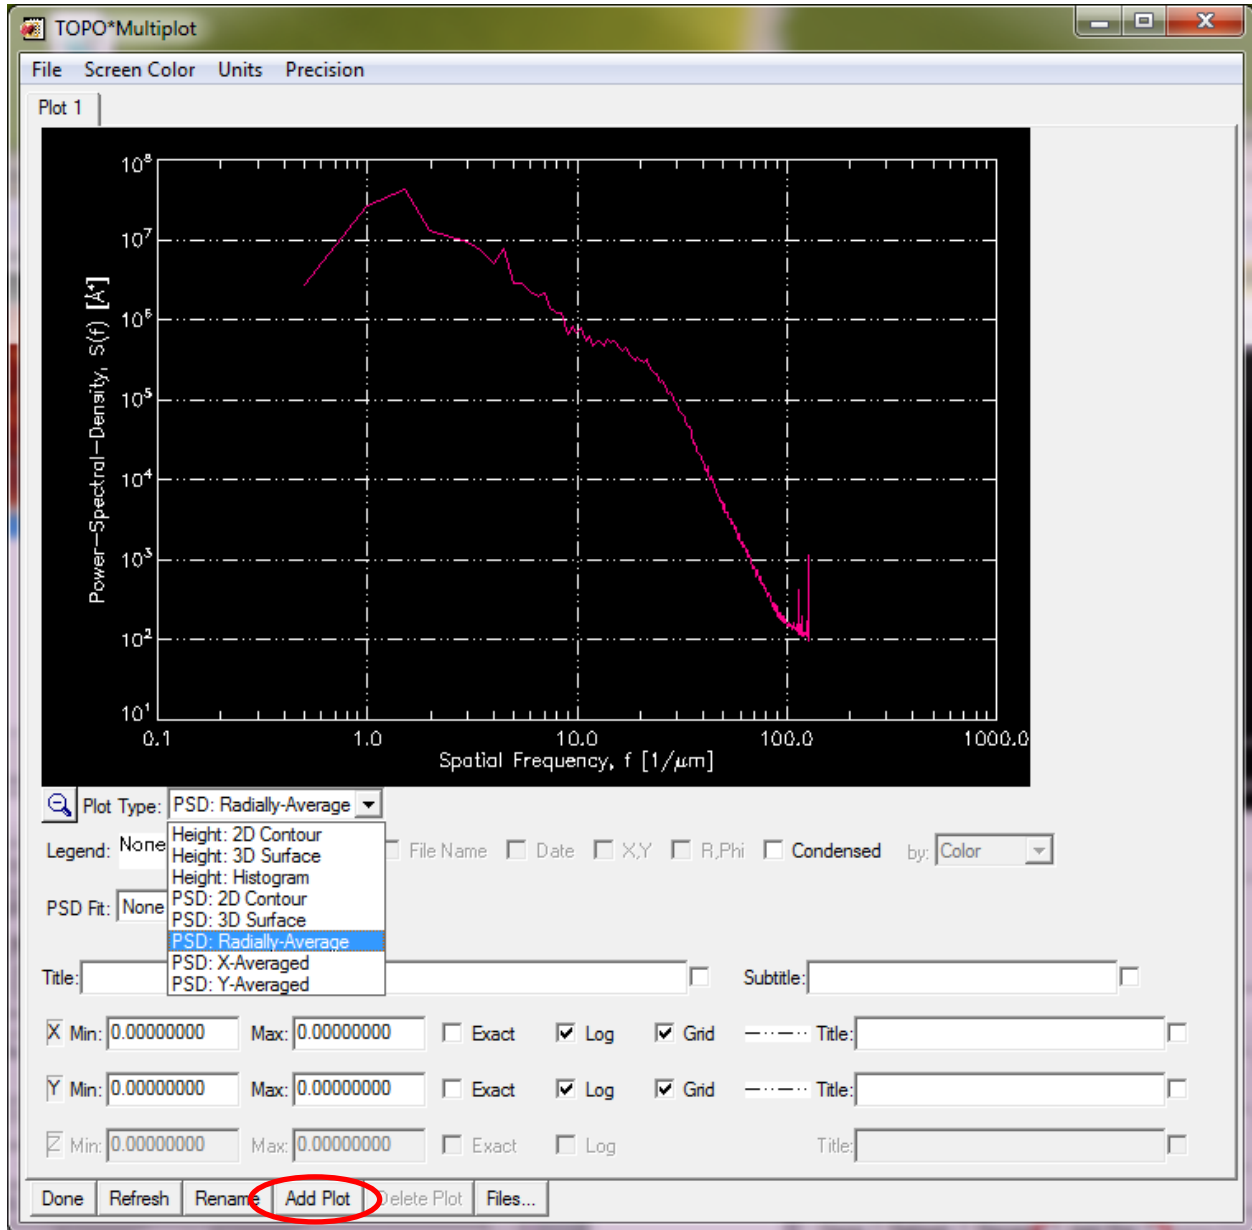 TOPO*Multiplot
File Screen Color Units Precision
Plot 1
10⁸
10⁷
10⁶
10⁵
10⁴
10³
10²
10¹
Power-Spectral-Density, S(f) [Å⁴]
0.1 1.0 10.0 100.0 1000.0
Spatial Frequency, f [1/μm]
Plot Type: PSD: Radially-Average
Height: 2D Contour
Height: 3D Surface
Height: Histogram
PSD: 2D Contour
PSD: 3D Surface
PSD: Radially-Average
PSD: X-Averaged
PSD: Y-Averaged
Legend: None File Name Date X,Y R,Phi Condensed by: Color
PSD Fit: None
Title: Subtitle:
X Min: 0.00000000 Max: 0.00000000 Exact Log Grid Title:
Y Min: 0.00000000 Max: 0.00000000 Exact Log Grid Title:
Z Min: 0.00000000 Max: 0.00000000 Exact Log Title:
Done Refresh Rename Add Plot Delete Plot Files...